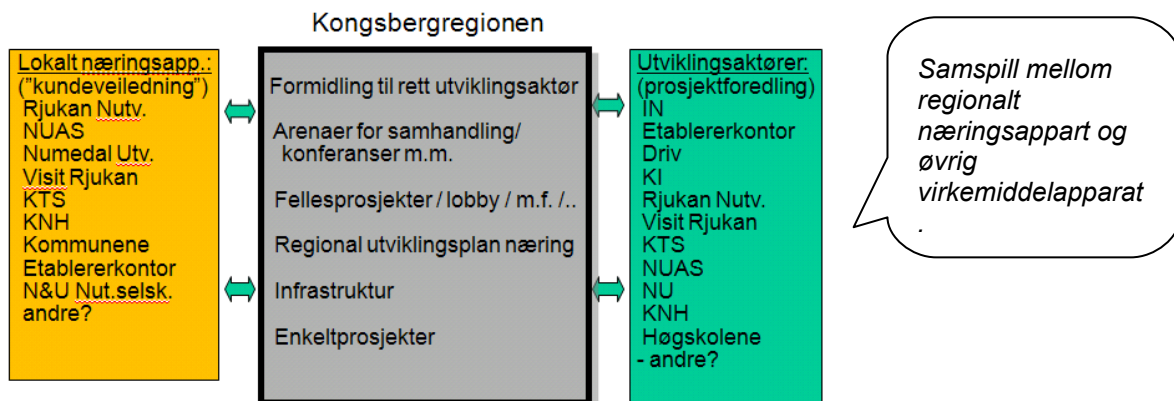 Kongsbergregionen
Lokalt næringsapp.:
("kundeveiledning")
Rjukan Nutv.
NUAS
Numedal Utv.
Visit Rjukan
KTS
KNH
Kommunene
Etablererkontor
N&U Nut.selsk.
andre?
Formidling til rett utviklingsaktør
Arenaer for samhandling/
konferanser m.m.
Fellesprosjekter / lobby / m.f. /..
Regional utviklingsplan næring
Infrastruktur
Enkeltprosjekter
Utviklingsaktører:
(prosjektforedling)
IN
Etablererkontor
Driv
KI
Rjukan Nutv.
Visit Rjukan
KTS
NUAS
NU
KNH
Høgskolene
- andre?
Samspill mellom
regionalt
næringsappart og
øvrig
virkemiddelapparat
.